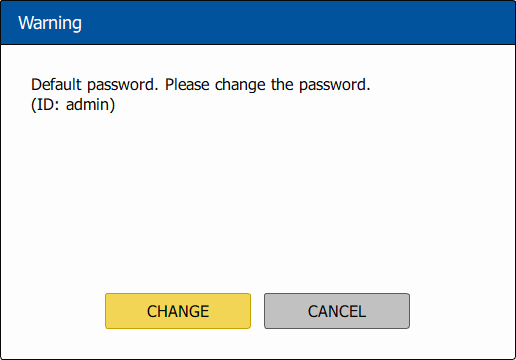 Warning
Default password. Please change the password.
(ID: admin)
CHANGE
CANCEL